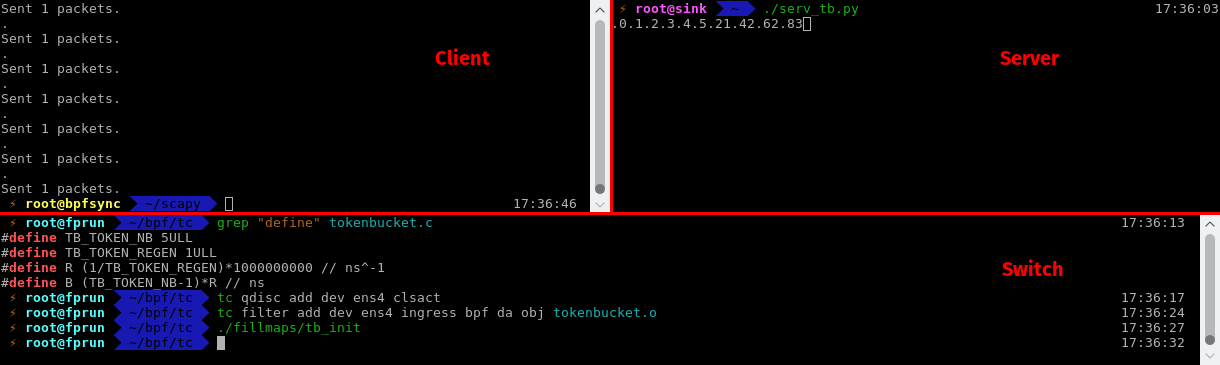 Sent 1 packets.
.
Sent 1 packets.
.
Sent 1 packets.
.
Sent 1 packets.
.
Sent 1 packets.
.
Sent 1 packets.
.
Sent 1 packets.
⚡ root@bpfsync ~/scapy 17:36:46
Client
⚡ root@sink ~ ./serv_tb.py 17:36:03
.0.1.2.3.4.5.21.42.62.83
Server
⚡ root@fprun ~/bpf/tc grep "define" tokenbucket.c 17:36:13
#define TB_TOKEN_NB 5ULL
#define TB_TOKEN_REGEN 1ULL
#define R (1/TB_TOKEN_REGEN)*1000000000 // ns^-1
#define B (TB_TOKEN_NB-1)*R // ns
⚡ root@fprun ~/bpf/tc tc qdisc add dev ens4 clsact 17:36:17
⚡ root@fprun ~/bpf/tc tc filter add dev ens4 ingress bpf da obj tokenbucket.o 17:36:24
⚡ root@fprun ~/bpf/tc ./fillmaps/tb_init 17:36:27
⚡ root@fprun ~/bpf/tc 17:36:32
Switch